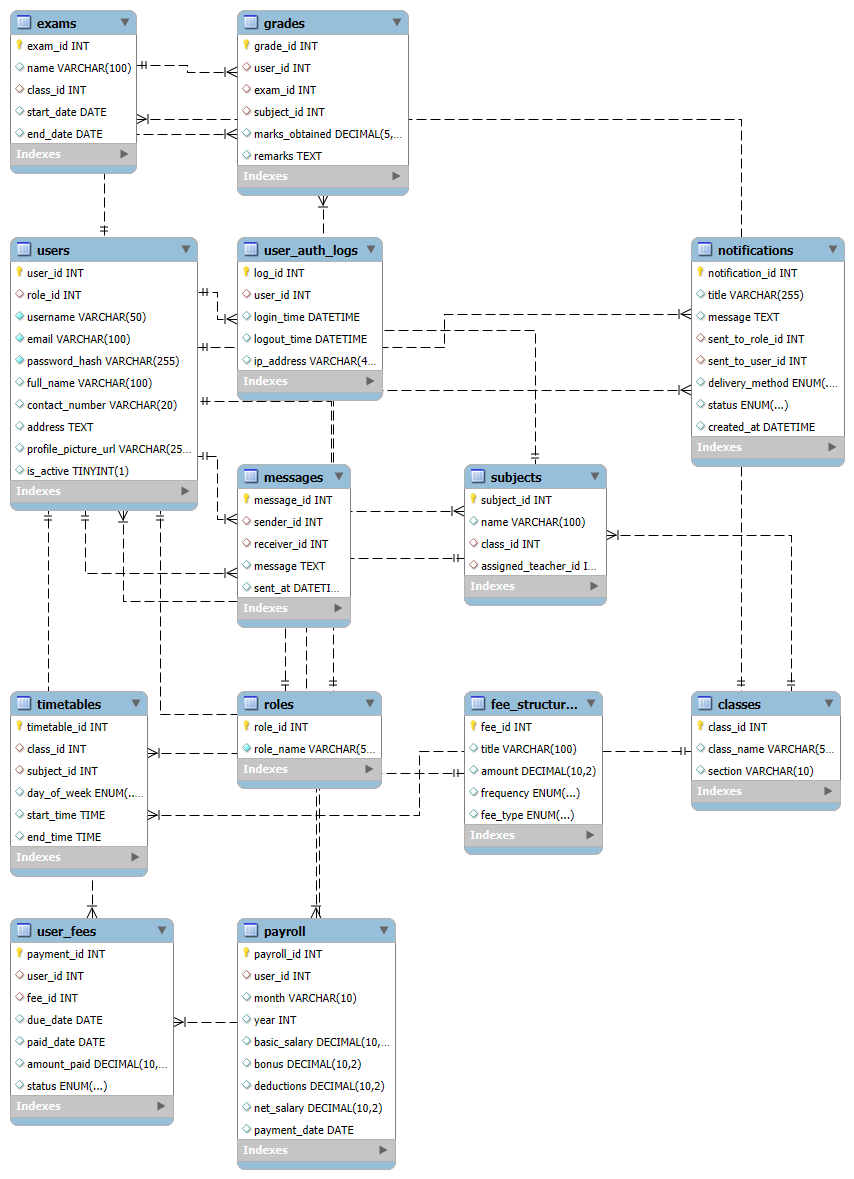 exams
exam_id INT
name VARCHAR(100)
class_id INT
start_date DATE
end_date DATE
Indexes
grades
grade_id INT
user_id INT
exam_id INT
subject_id INT
marks_obtained DECIMAL(5,...
remarks TEXT
Indexes
users
user_id INT
role_id INT
username VARCHAR(50)
email VARCHAR(100)
password_hash VARCHAR(255)
full_name VARCHAR(100)
contact_number VARCHAR(20)
address TEXT
profile_picture_url VARCHAR(25...
is_active TINYINT(1)
Indexes
user_auth_logs
log_id INT
user_id INT
login_time DATETIME
logout_time DATETIME
ip_address VARCHAR(4...
Indexes
notifications
notification_id INT
title VARCHAR(255)
message TEXT
sent_to_role_id INT
sent_to_user_id INT
delivery_method ENUM(...
status ENUM(...)
created_at DATETIME
Indexes
messages
message_id INT
sender_id INT
receiver_id INT
message TEXT
sent_at DATETI...
Indexes
subjects
subject_id INT
name VARCHAR(100)
class_id INT
assigned_teacher_id I...
Indexes
timetables
timetable_id INT
class_id INT
subject_id INT
day_of_week ENUM(...
start_time TIME
end_time TIME
Indexes
roles
role_id INT
role_name VARCHAR(5...
Indexes
fee_structur...
fee_id INT
title VARCHAR(100)
amount DECIMAL(10,2)
frequency ENUM(...)
fee_type ENUM(...)
Indexes
classes
class_id INT
class_name VARCHAR(5...
section VARCHAR(10)
Indexes
user_fees
payment_id INT
user_id INT
fee_id INT
due_date DATE
paid_date DATE
amount_paid DECIMAL(10,...
status ENUM(...)
Indexes
payroll
payroll_id INT
user_id INT
month VARCHAR(10)
year INT
basic_salary DECIMAL(10,...
bonus DECIMAL(10,2)
deductions DECIMAL(10,2)
net_salary DECIMAL(10,2)
payment_date DATE
Indexes